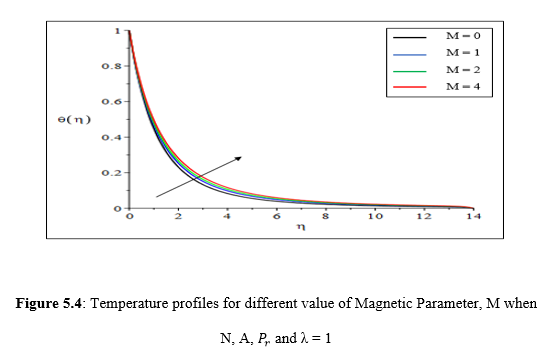 1
0.8
0.6
θ(η)
0.4
0.2
0
0 2 4 6 8 10 12 14
η
M = 0
M = 1
M = 2
M = 4
Figure 5.4: Temperature profiles for different value of Magnetic Parameter, M when
N, A, Pr and λ = 1